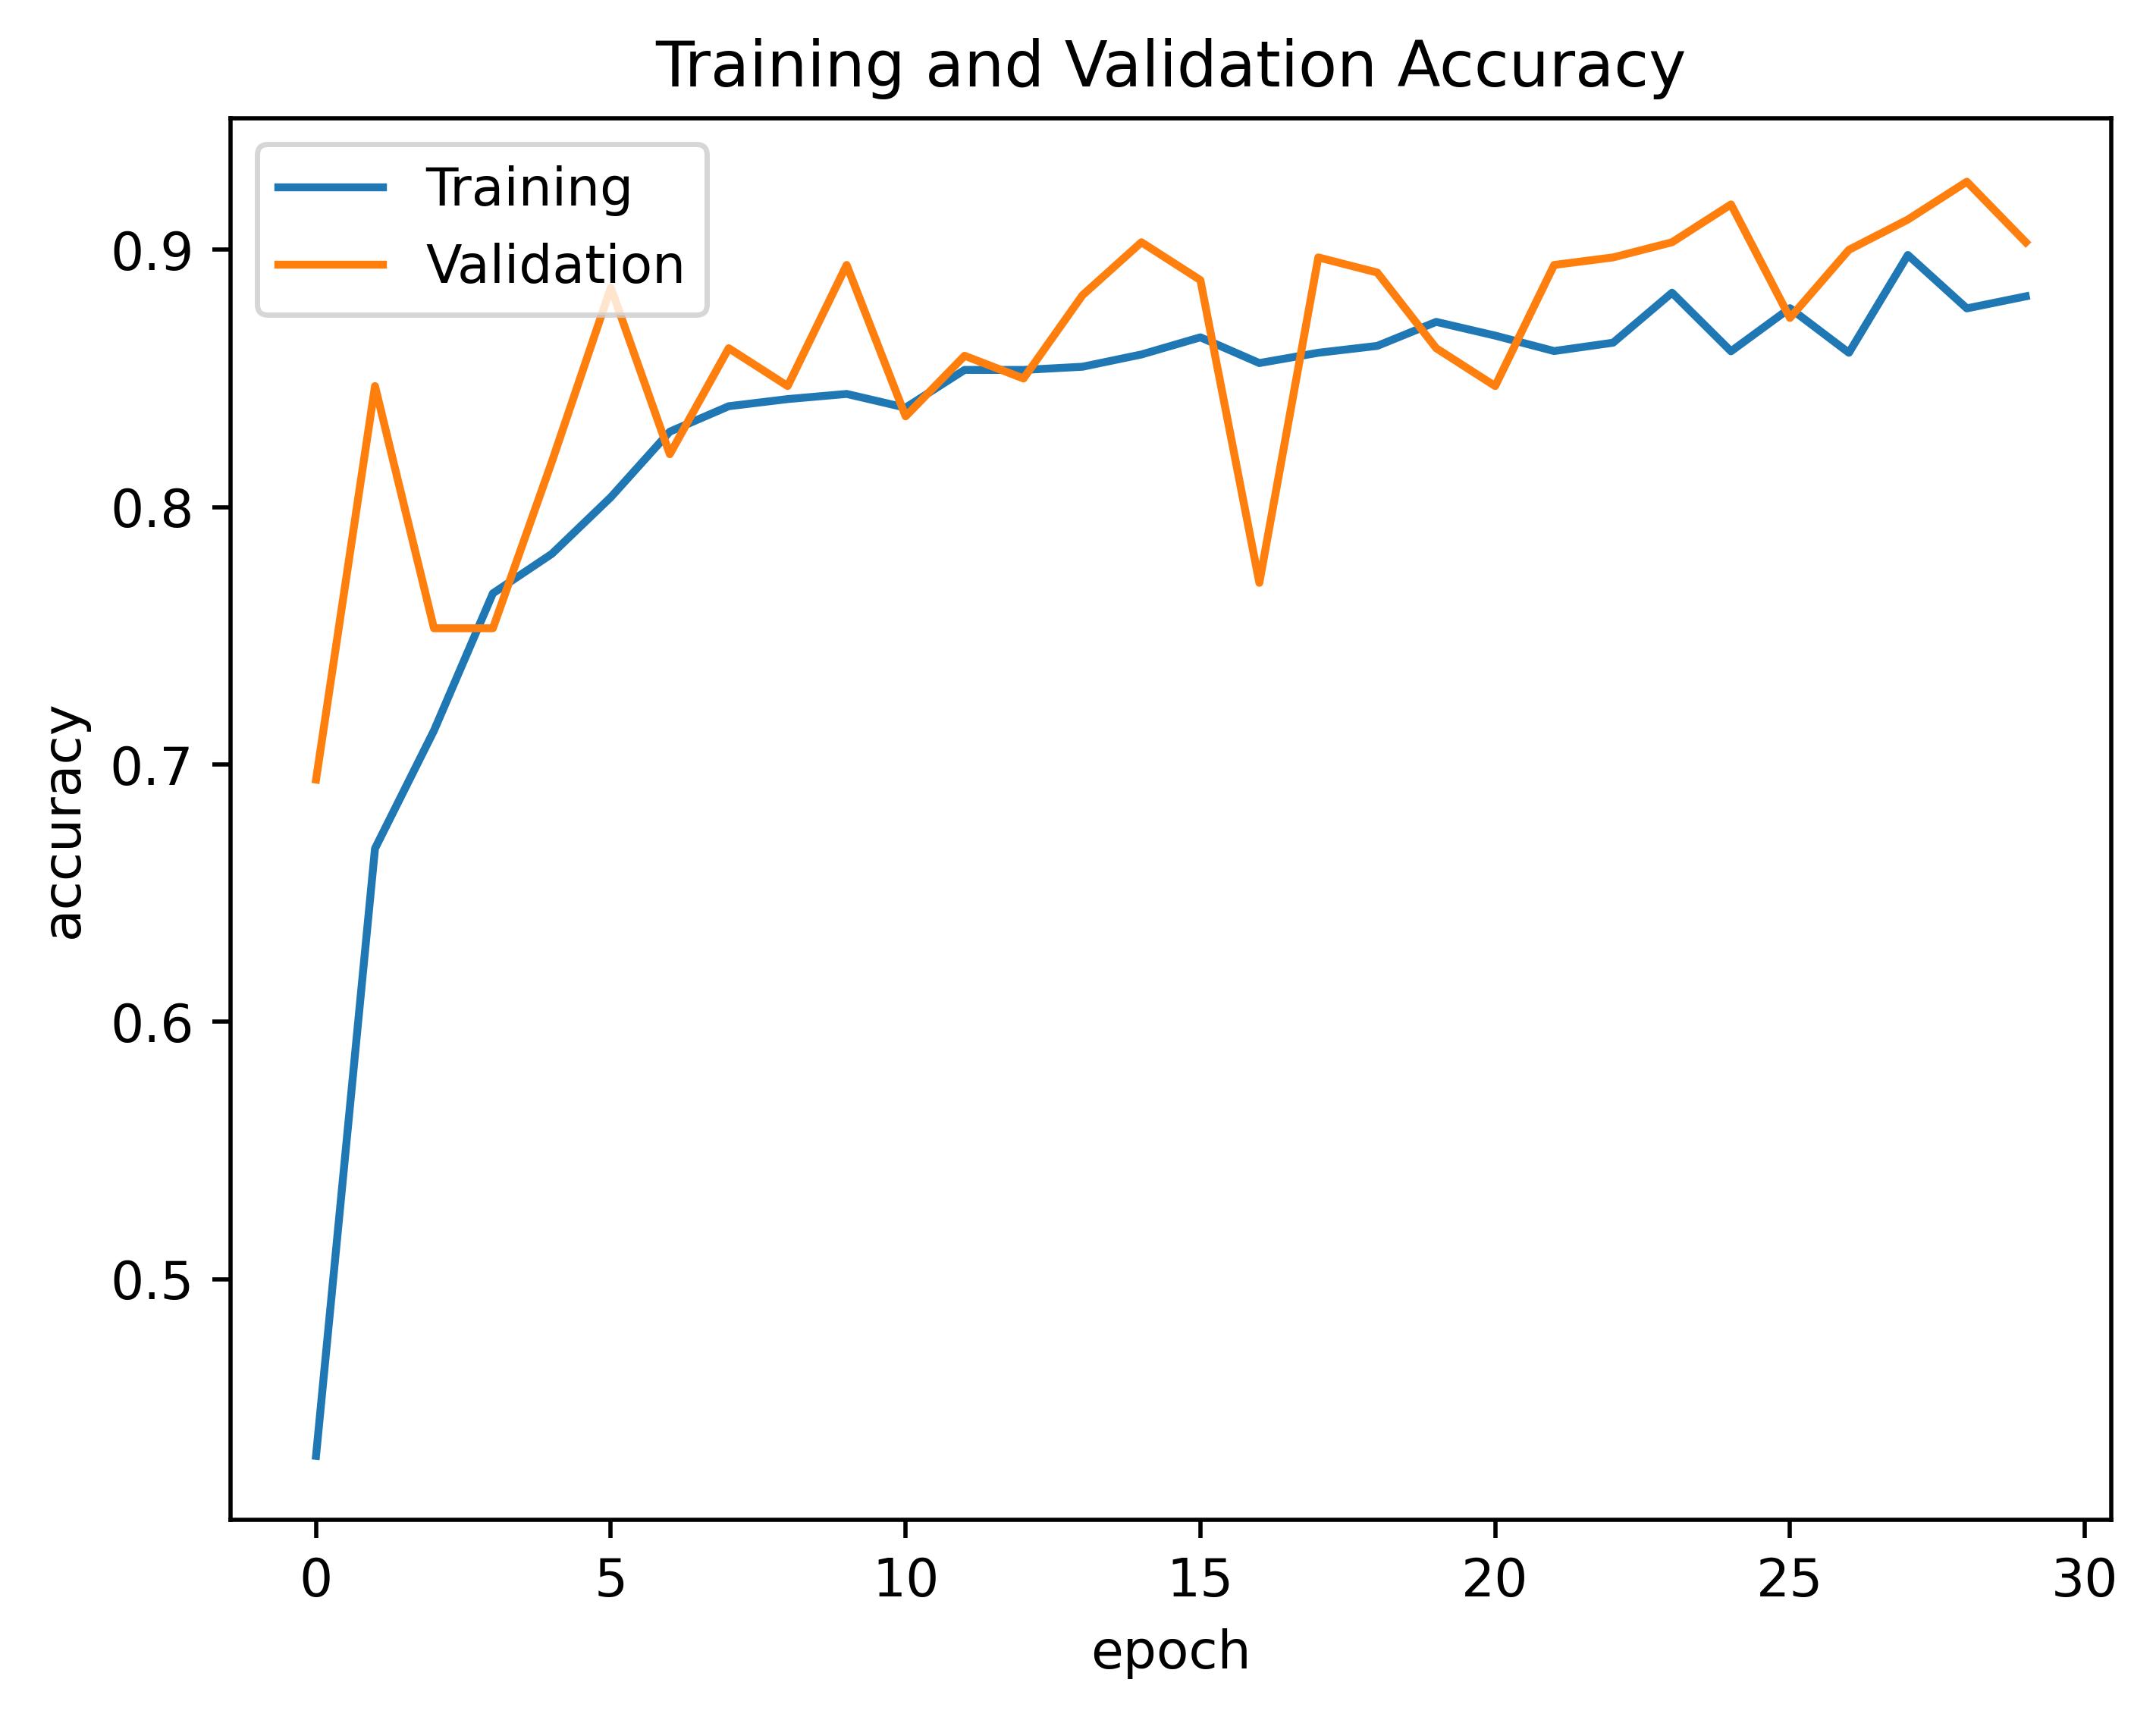 Training and Validation Accuracy
Training
Validation
0.9
0.8
0.7
0.6
0.5
accuracy
0 5 10 15 20 25 30
epoch